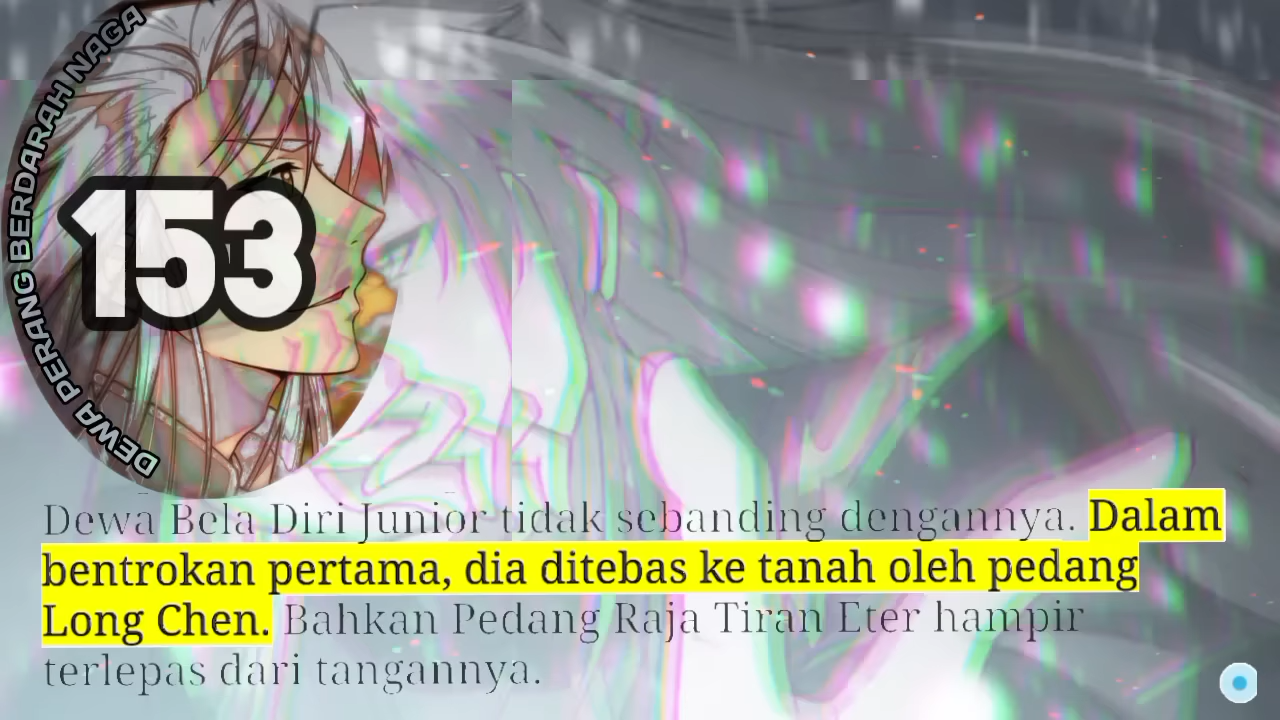 DEWA PERANG BERDARAH NAGA
153
Dewa Bela Diri Junior tidak sebanding dengannya. Dalam
bentrokan pertama, dia ditebas ke tanah oleh pedang
Long Chen. Bahkan Pedang Raja Tiran Eter hampir
terlepas dari tangannya.